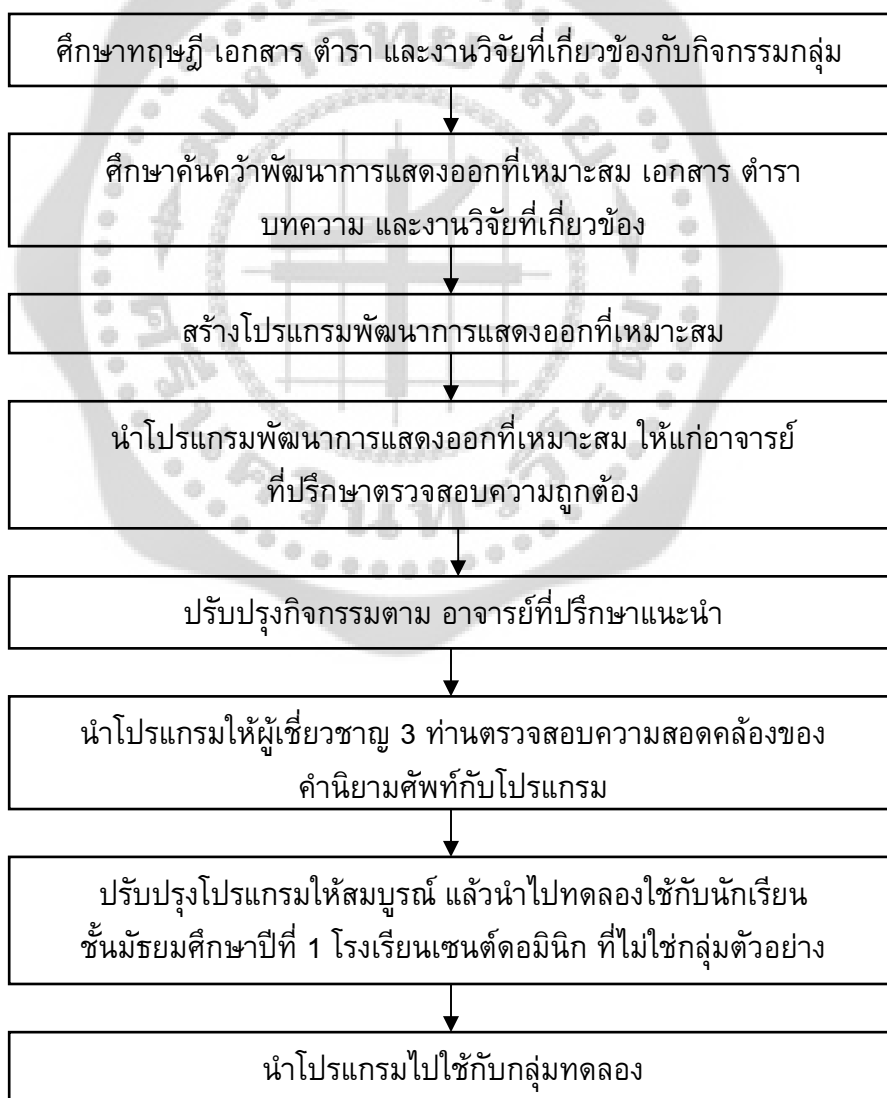 ศึกษาทฤษฎี เอกสาร ตำรา และงานวิจัยที่เกี่ยวข้องกับกิจกรรมกลุ่ม
ศึกษาค้นคว้าพัฒนาการแสดงออกที่เหมาะสม เอกสาร ตำรา
บทความ และงานวิจัยที่เกี่ยวข้อง
สร้างโปรแกรมพัฒนาการแสดงออกที่เหมาะสม
นำโปรแกรมพัฒนาการแสดงออกที่เหมาะสม ให้แก่อาจารย์
ที่ปรึกษาตรวจสอบความถูกต้อง
ปรับปรุงกิจกรรมตาม อาจารย์ที่ปรึกษาแนะนำ
นำโปรแกรมให้ผู้เชี่ยวชาญ 3 ท่านตรวจสอบความสอดคล้องของ
คำนิยามศัพท์กับโปรแกรม
ปรับปรุงโปรแกรมให้สมบูรณ์ แล้วนำไปทดลองใช้กับนักเรียน
ชั้นมัธยมศึกษาปีที่ 1 โรงเรียนเซนต์ดอมินิก ที่ไม่ใช่กลุ่มตัวอย่าง
นำโปรแกรมไปใช้กับกลุ่มทดลอง